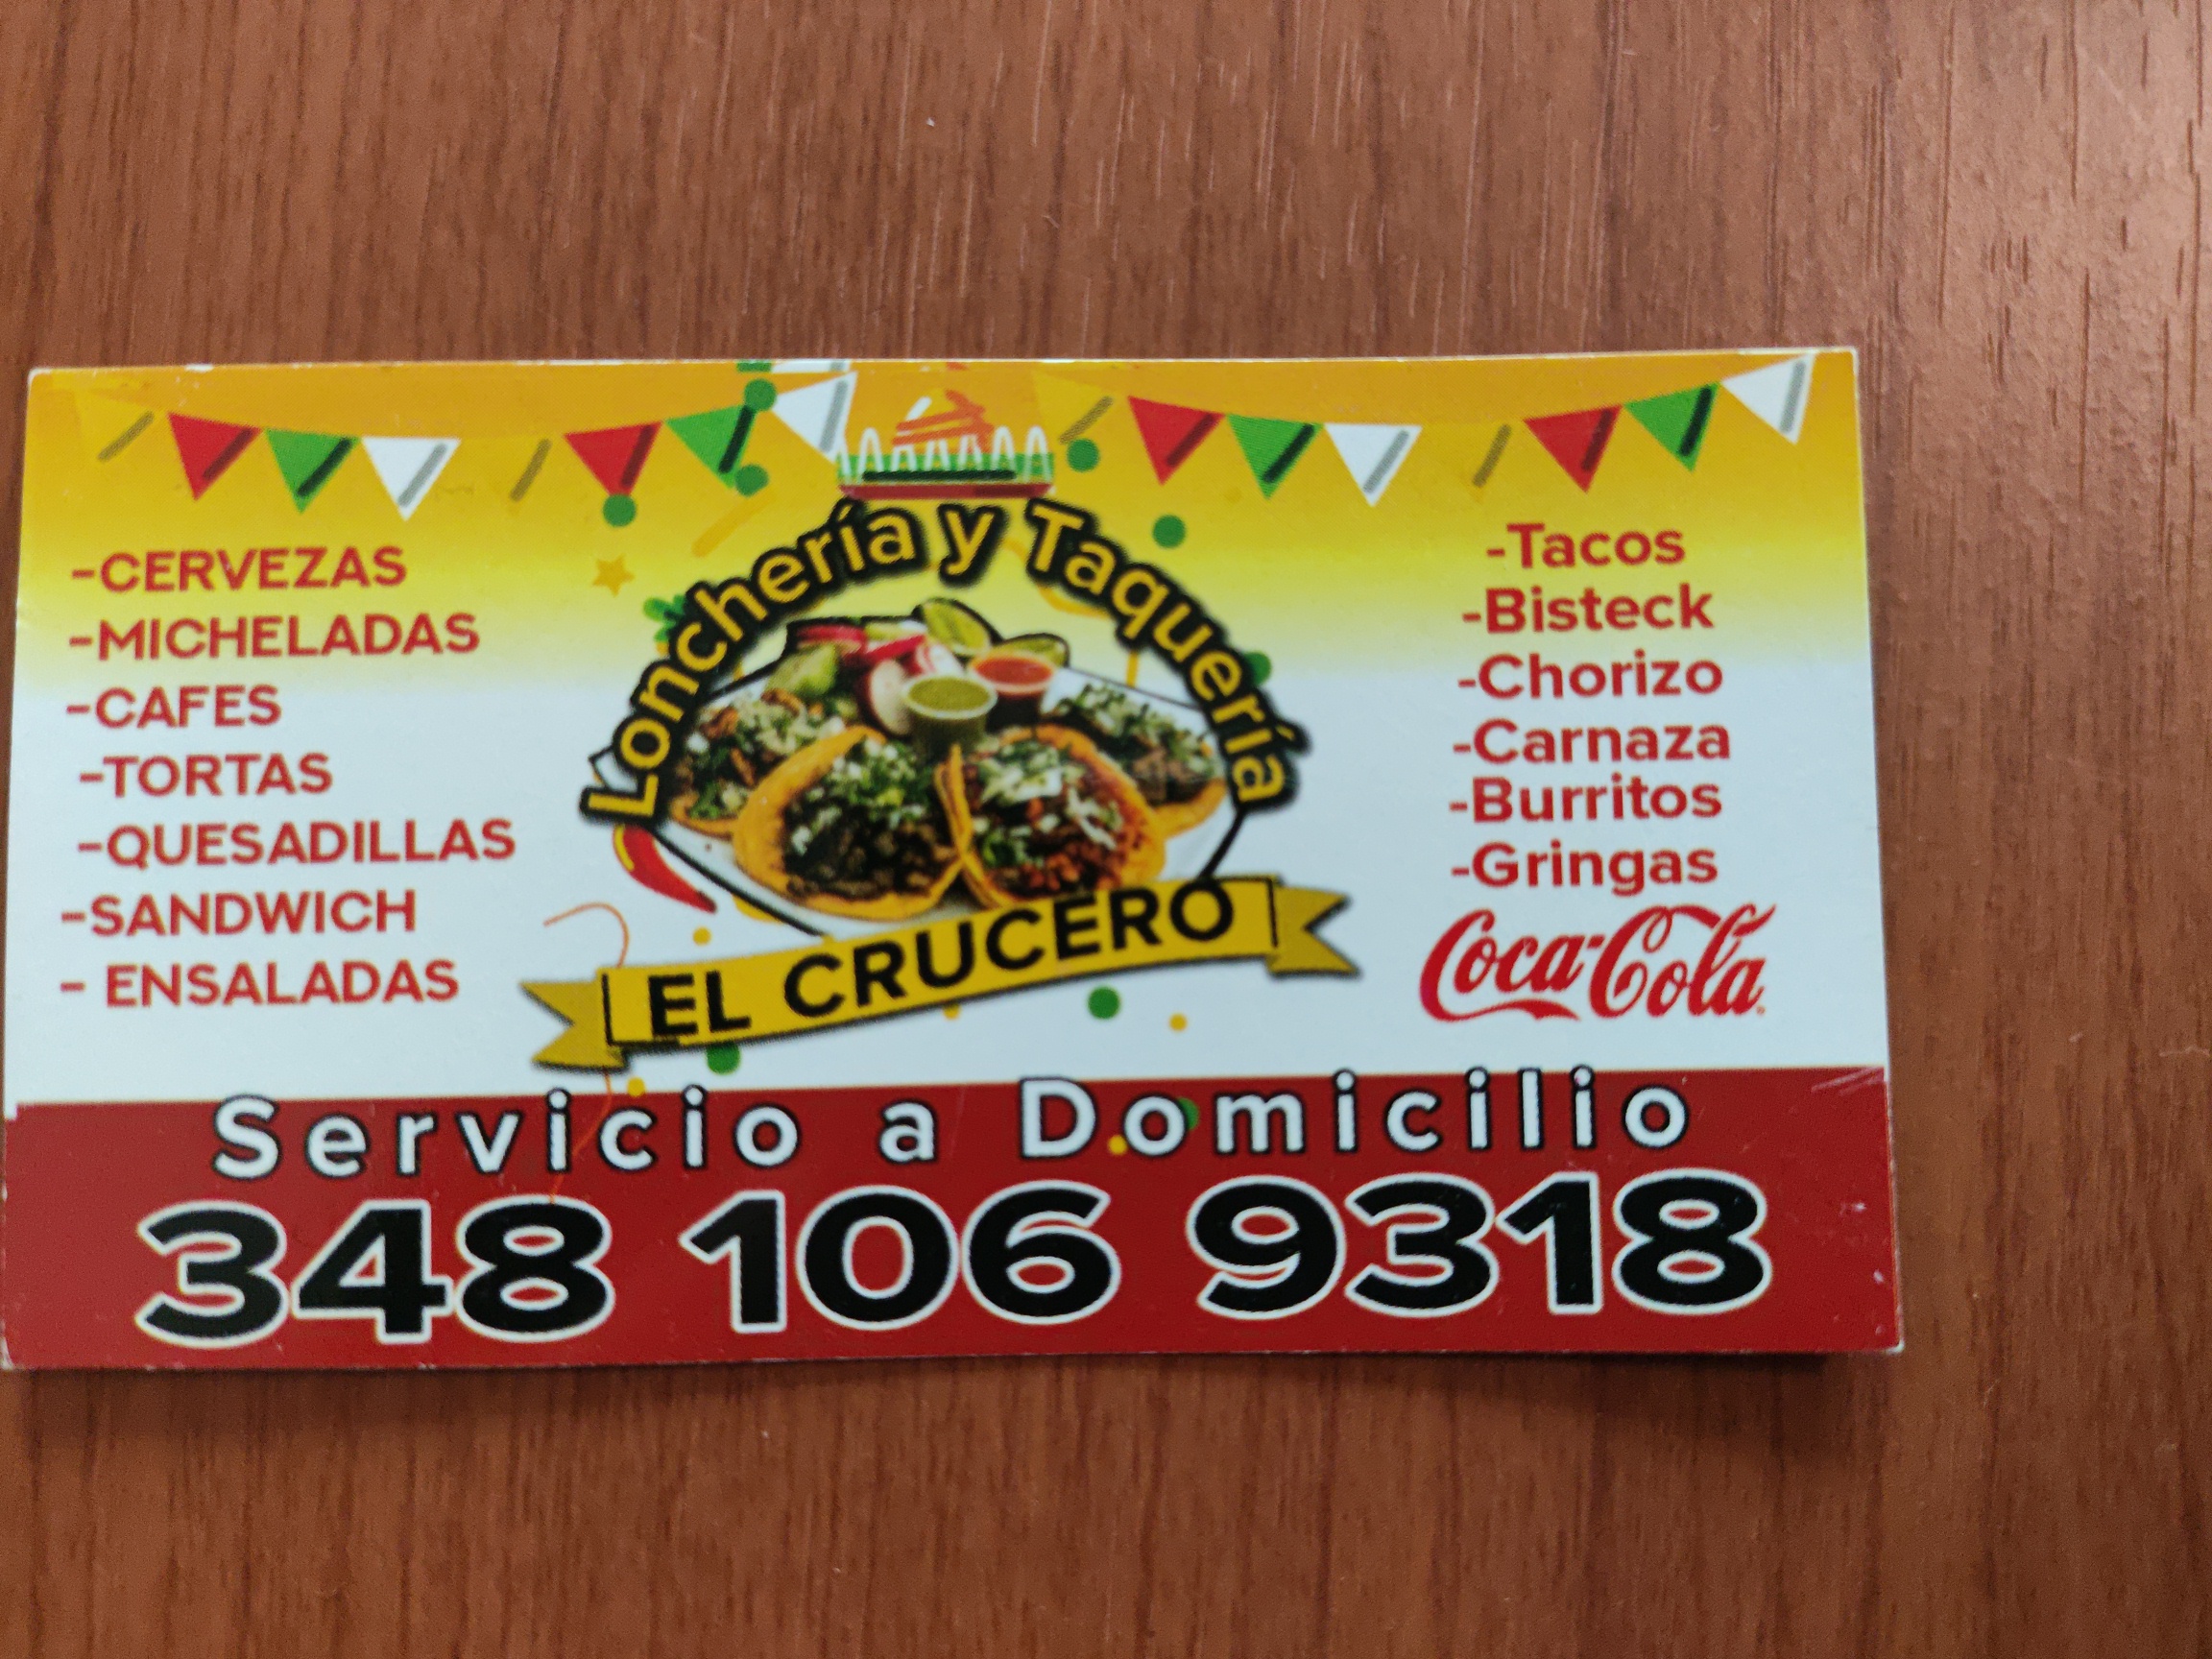 -CERVEZAS
-MICHELADAS
-CAFES
-TORTAS
-QUESADILLAS
-SANDWICH
- ENSALADAS
Lonchería y Taquería
EL CRUCERO
-Tacos
-Bisteck
-Chorizo
-Carnaza
-Burritos
-Gringas
Coca-Cola
Servicio a Domicilio
348 106 9318